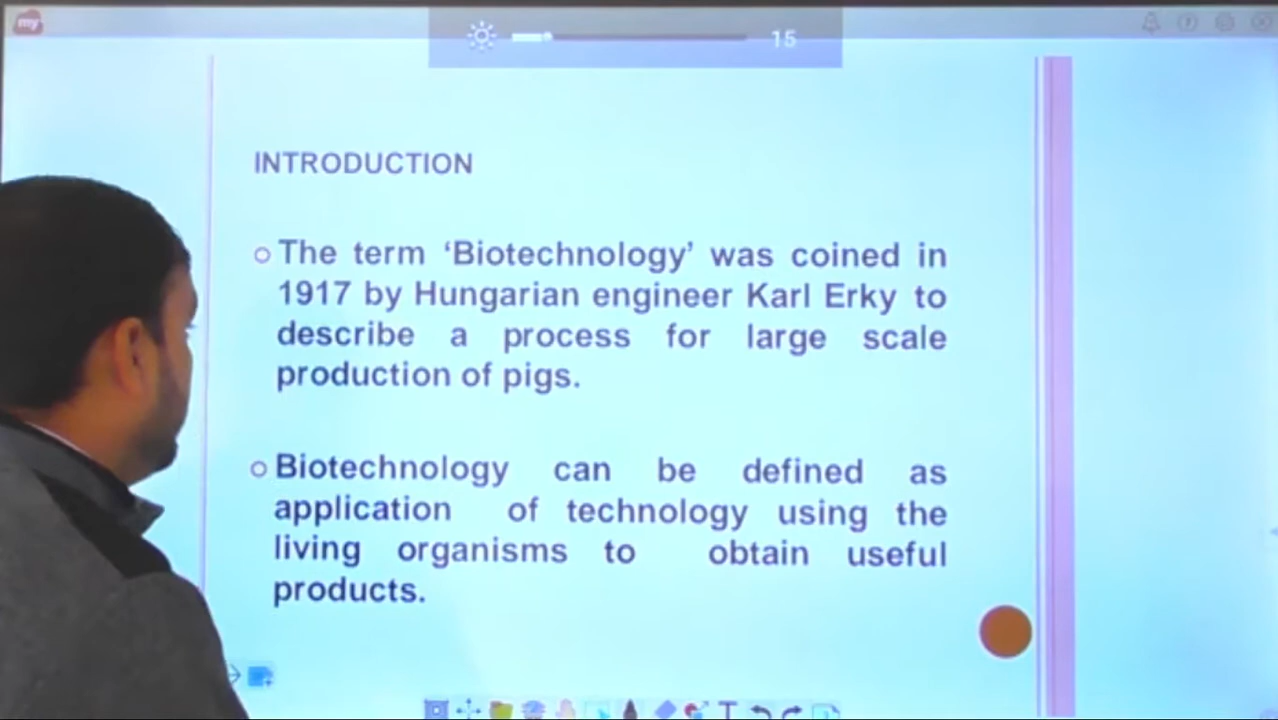 my
15
INTRODUCTION
The term ‘Biotechnology’ was coined in
1917 by Hungarian engineer Karl Erky to
describe a process for large scale
production of pigs.
Biotechnology can be defined as
application of technology using the
living organisms to obtain useful
products.